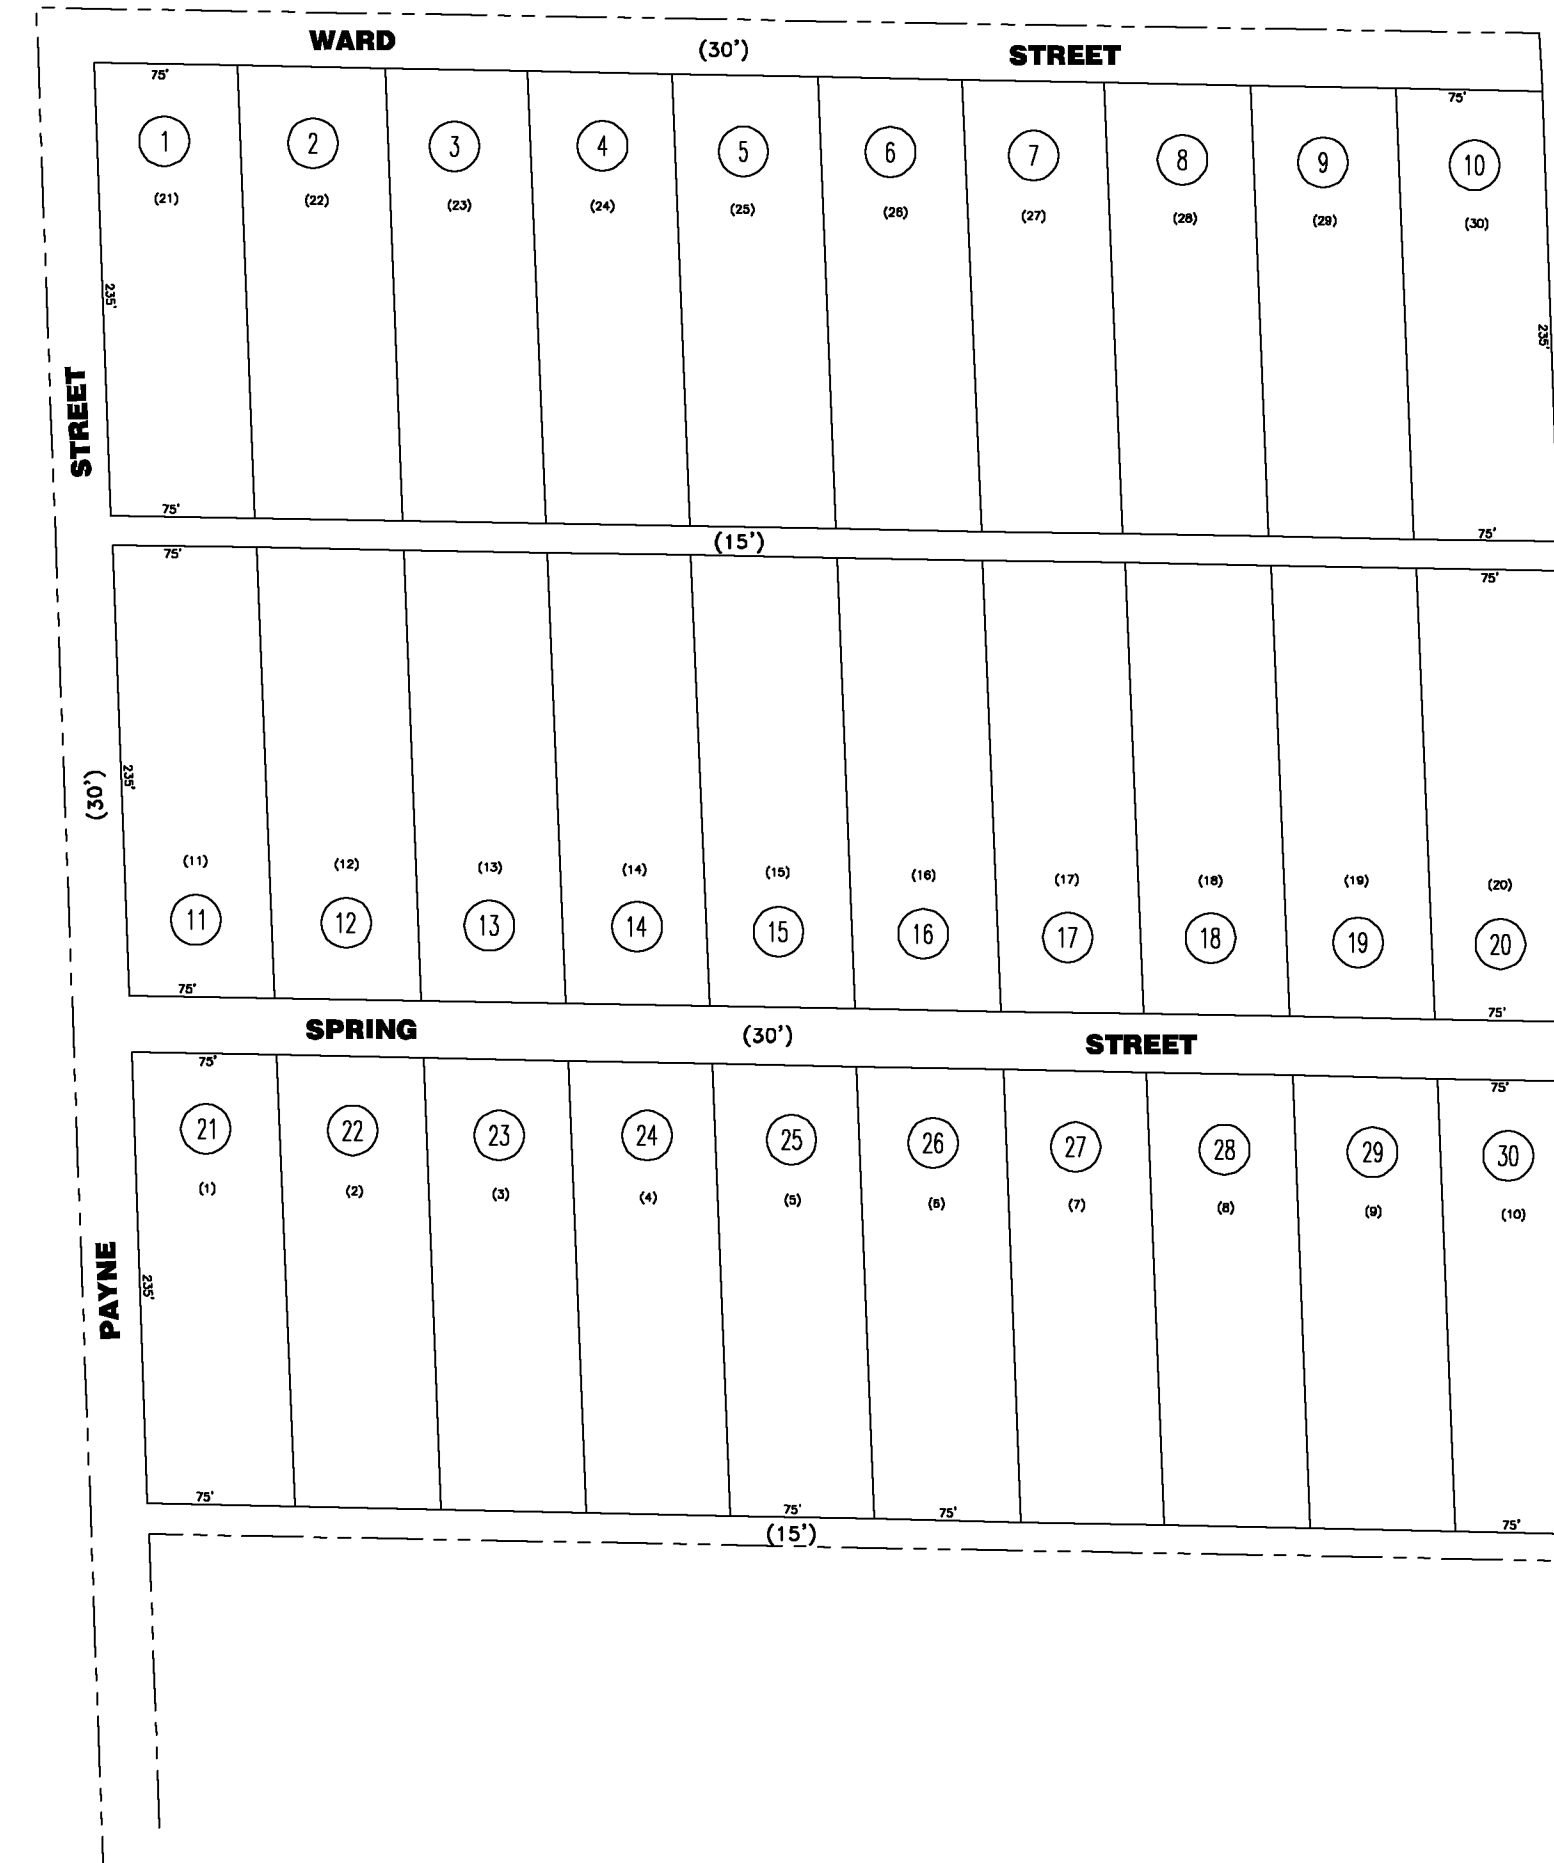 WARD (30') STREET
75' 75'
1 2 3 4 5 6 7 8 9 10
(21) (22) (23) (24) (25) (26) (27) (28) (29) (30)
235' 235'
STREET
75' 75'
(15')
75' 75'
235'
(30')
(11) (12) (13) (14) (15) (16) (17) (18) (19) (20)
11 12 13 14 15 16 17 18 19 20
75' 75'
SPRING (30') STREET
75' 75'
21 22 23 24 25 26 27 28 29 30
(1) (2) (3) (4) (5) (6) (7) (8) (9) (10)
235'
PAYNE
75' 75' 75' 75'
(15')